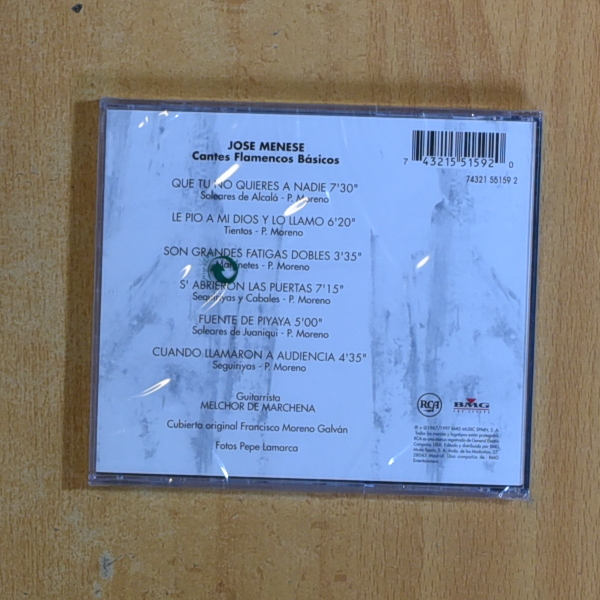 JOSE MENESE
Cantes Flamencos Básicos
QUE TU NO QUIERES A NADIE 7'30"
Soleares de Alcalá - P. Moreno
LE PIO A MI DIOS Y LO LLAMO 6'20"
Tientos - P. Moreno
SON GRANDES FATIGAS DOBLES 3'35"
Martinetes - P. Moreno
S' ABRIERON LAS PUERTAS 7'15"
Seguiriyas y Cabales - P. Moreno
FUENTE DE PIYAYA 5'00"
Soleares de Juaniqui - P. Moreno
CUANDO LLAMARON A AUDIENCIA 4'35"
Seguiriyas - P. Moreno
Guitarrista
MELCHOR DE MARCHENA
Cubierta original Francisco Moreno Galván
Fotos Pepe Lamarca
7 43215 51592 0
74321 55159 2
RCA
BMG